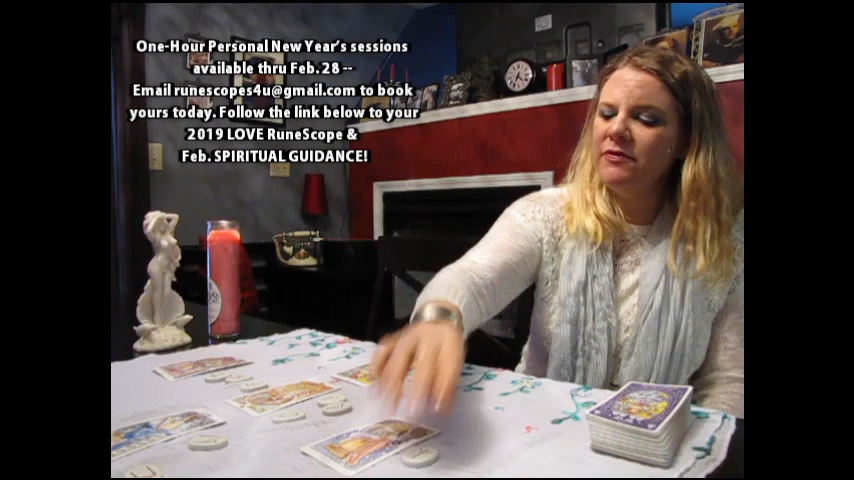 One-Hour Personal New Year's sessions
available thru Feb. 28 --
Email runescopes4u@gmail.com to book
yours today. Follow the link below to your
2019 LOVE RuneScope &
Feb. SPIRITUAL GUIDANCE!